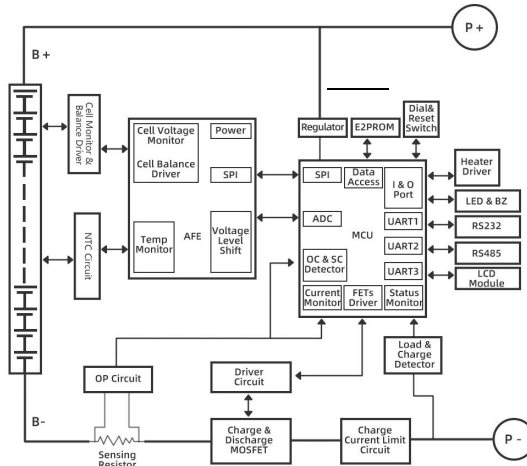 P +
B +
Cell Monitor &
Balance Driver
Cell Voltage
Monitor
Cell Balance
Driver
Power
SPI
Temp
Monitor
AFE
Voltage
Level
Shift
NTC Circuit
Regulator
E2PROM
Dial&
Reset
Switch
SPI
Data
Access
I & O
Port
ADC
MCU
UART1
UART2
UART3
OC & SC
Detector
Current
Monitor
FETs
Driver
Status
Monitor
Heater
Driver
LED & BZ
RS232
RS485
LCD
Module
OP Circuit
Driver
Circuit
Load &
Charge
Detector
B-
Sensing
Resistor
Charge &
Discharge
MOSFET
Charge
Current Limit
Circuit
P -